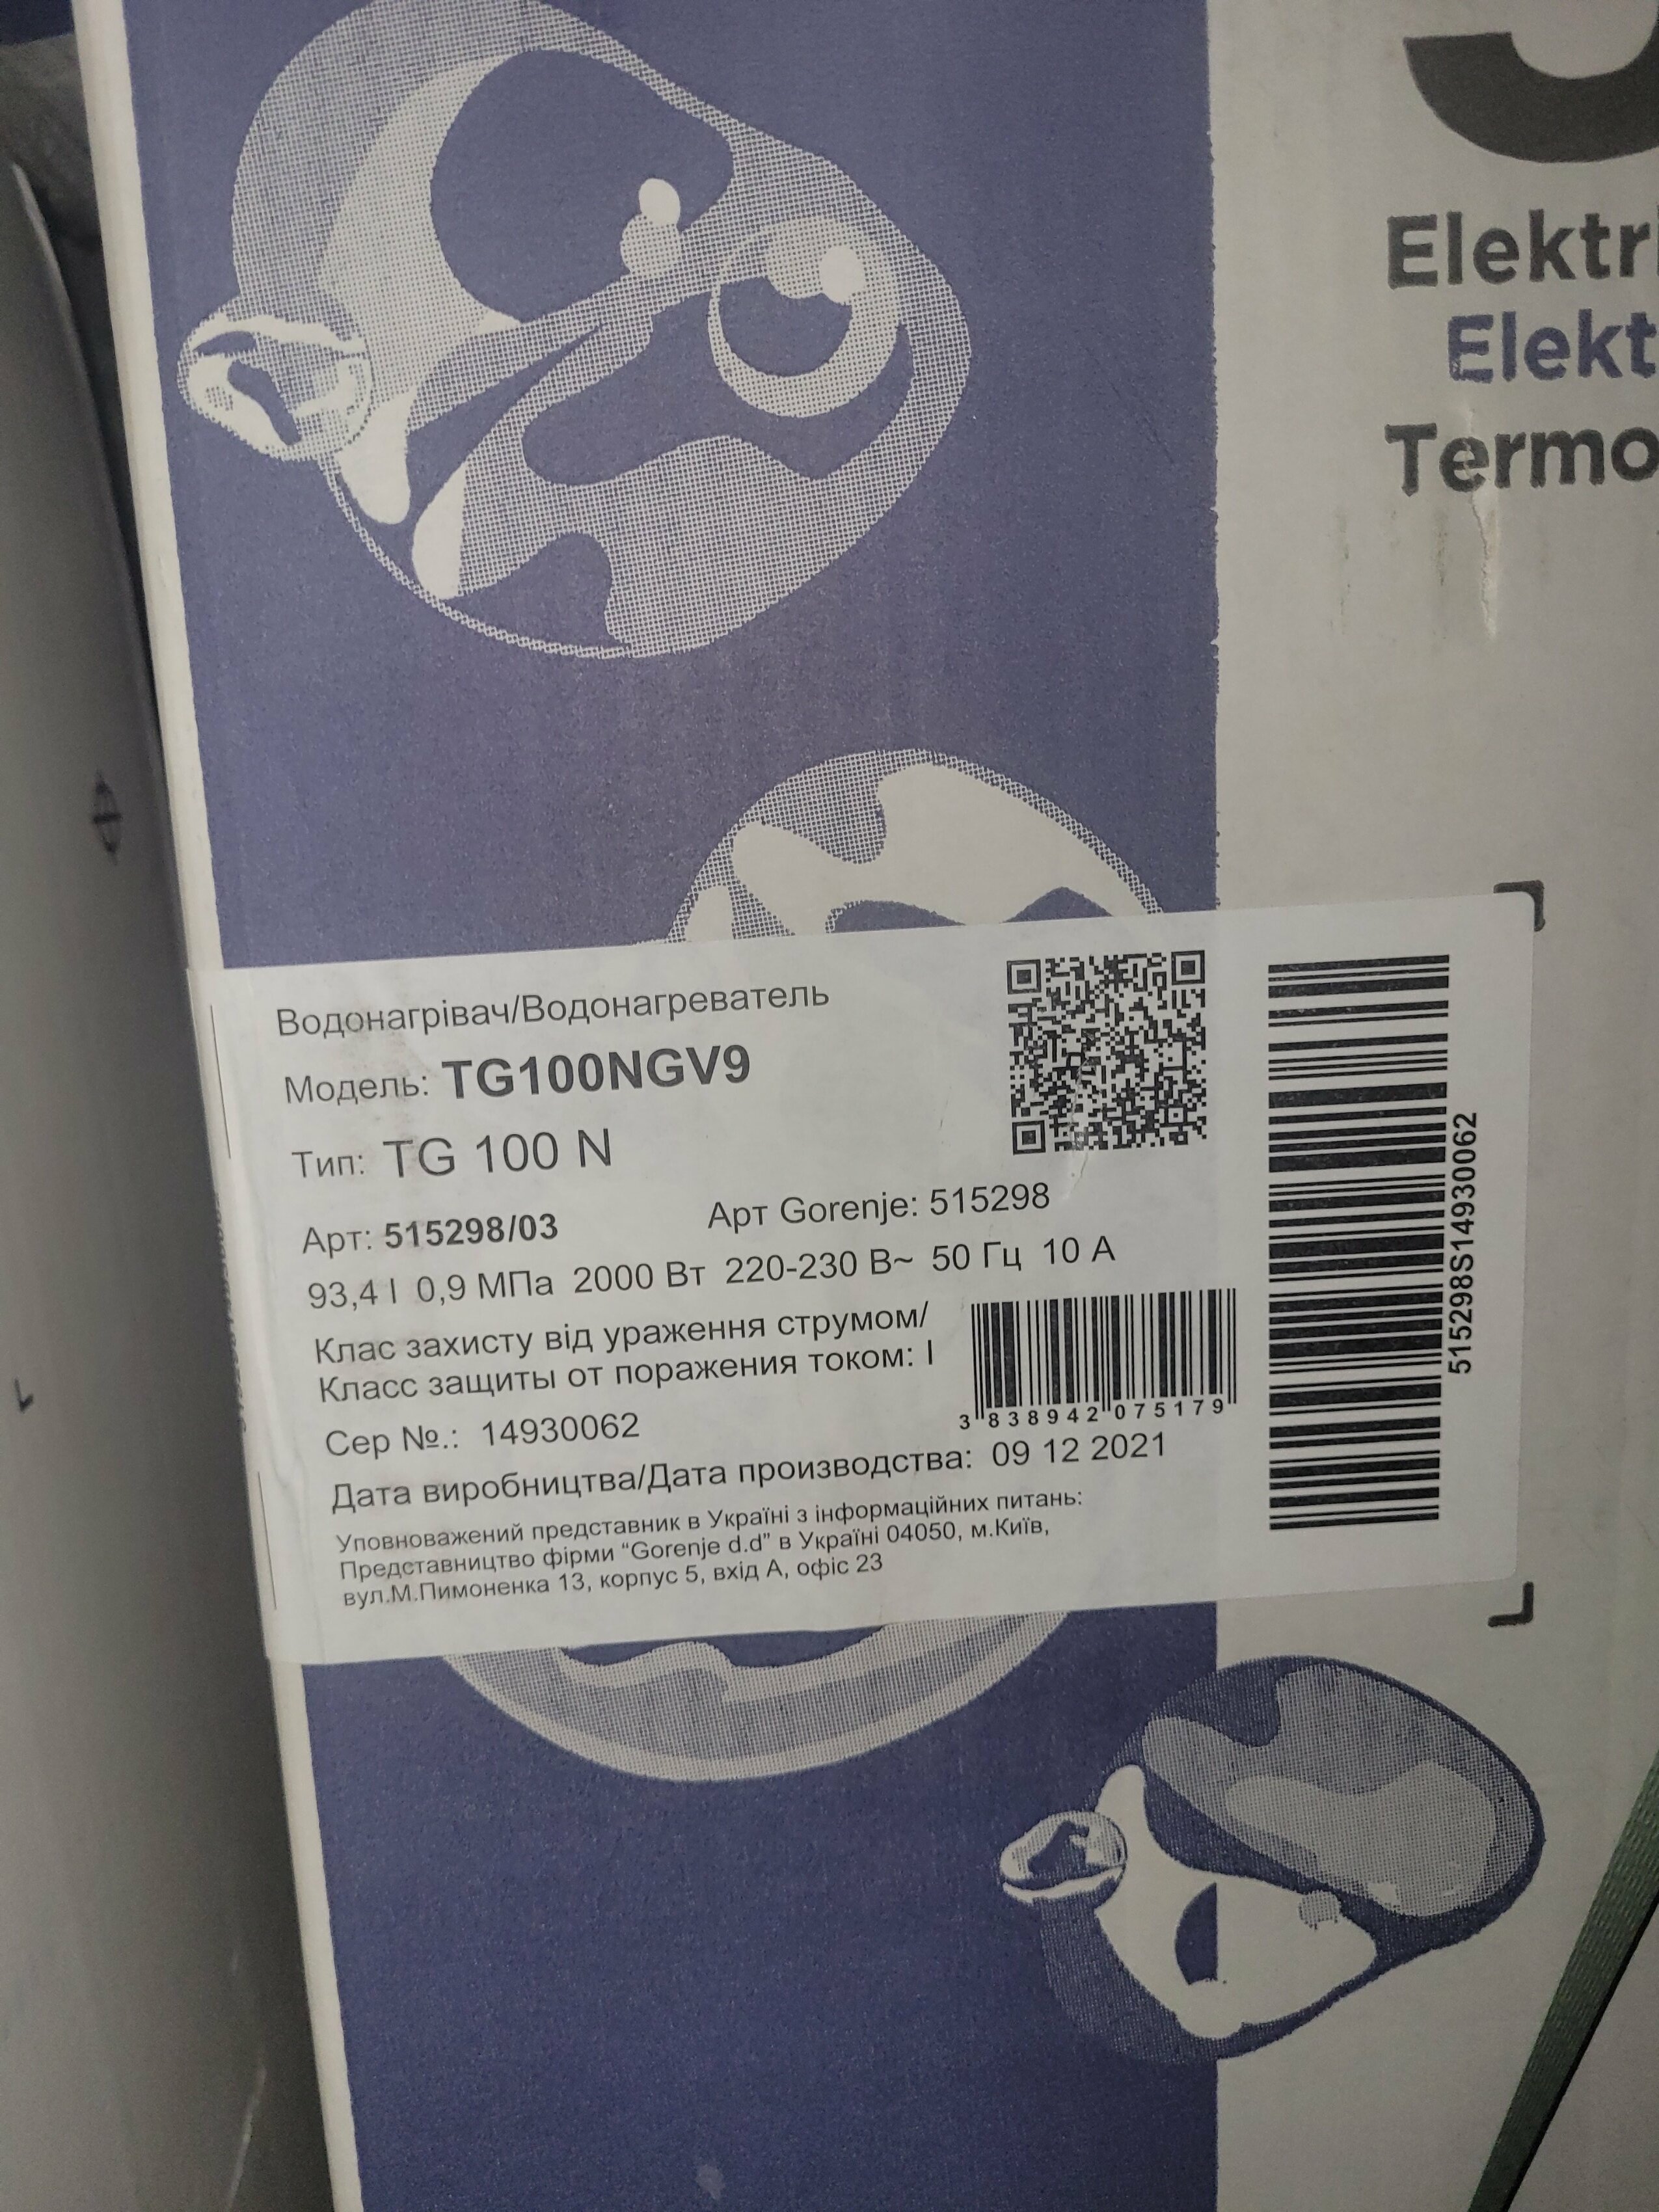 Elektr
Elekt
Termo
Водонагрівач/Водонагреватель
Модель: TG100NGV9
Тип: TG 100 N
Арт: 515298/03 Арт Gorenje: 515298
93,4 l 0,9 МПа 2000 Вт 220-230 В~ 50 Гц 10 А
Клас захисту від ураження струмом/
Класс защиты от поражения током: I
Сер №.: 14930062
3 838942 075179
Дата виробництва/Дата производства: 09 12 2021
Уповноважений представник в Україні з інформаційних питань:
Представництво фірми “Gorenje d.d” в Україні 04050, м.Київ,
вул.М.Пимоненка 13, корпус 5, вхід А, офіс 23
515298S14930062